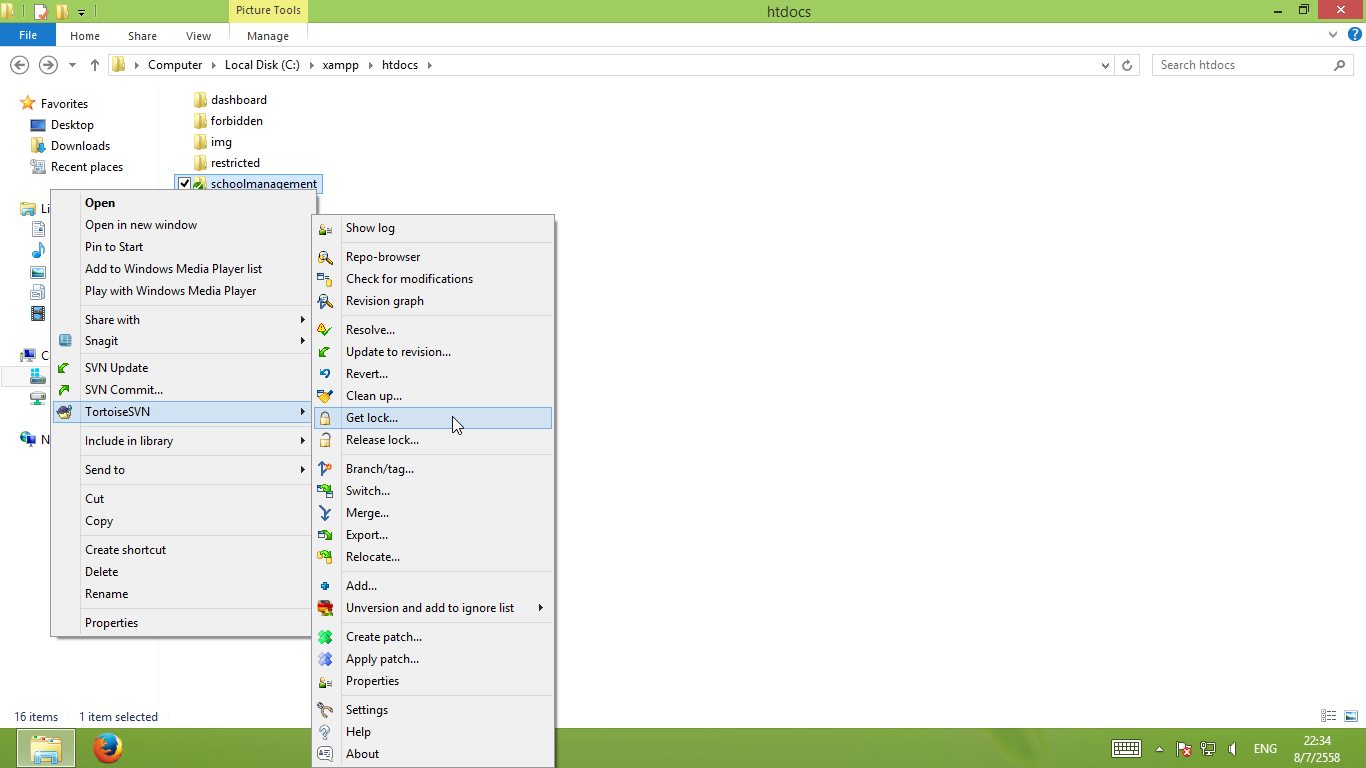 Picture Tools
htdocs
File
Home
Share
View
Manage
Computer
Local Disk (C:)
xampp
htdocs
Search htdocs
Favorites
Desktop
Downloads
Recent places
Li
C
N
dashboard
forbidden
img
restricted
schoolmanagement
Open
Open in new window
Pin to Start
Add to Windows Media Player list
Play with Windows Media Player
Share with
Snagit
SVN Update
SVN Commit...
TortoiseSVN
Include in library
Send to
Cut
Copy
Create shortcut
Delete
Rename
Properties
Show log
Repo-browser
Check for modifications
Revision graph
Resolve...
Update to revision...
Revert...
Clean up...
Get lock...
Release lock...
Branch/tag...
Switch...
Merge...
Export...
Relocate...
Add...
Unversion and add to ignore list
Create patch...
Apply patch...
Properties
Settings
Help
About
16 items
1 item selected
ENG
22:34
8/7/2558